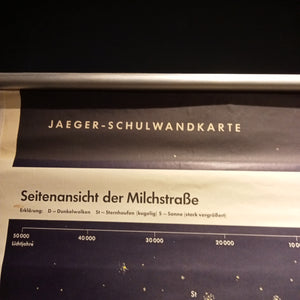 JAEGER-SCHULWANDKARTE
Seitenansicht der Milchstraße
Erklärung: D – Dunkelwolken St – Sternhaufen (kugelig) S – Sonne (stark vergrößert)
50000 40000 30000 20000 10
Lichtjahre
St